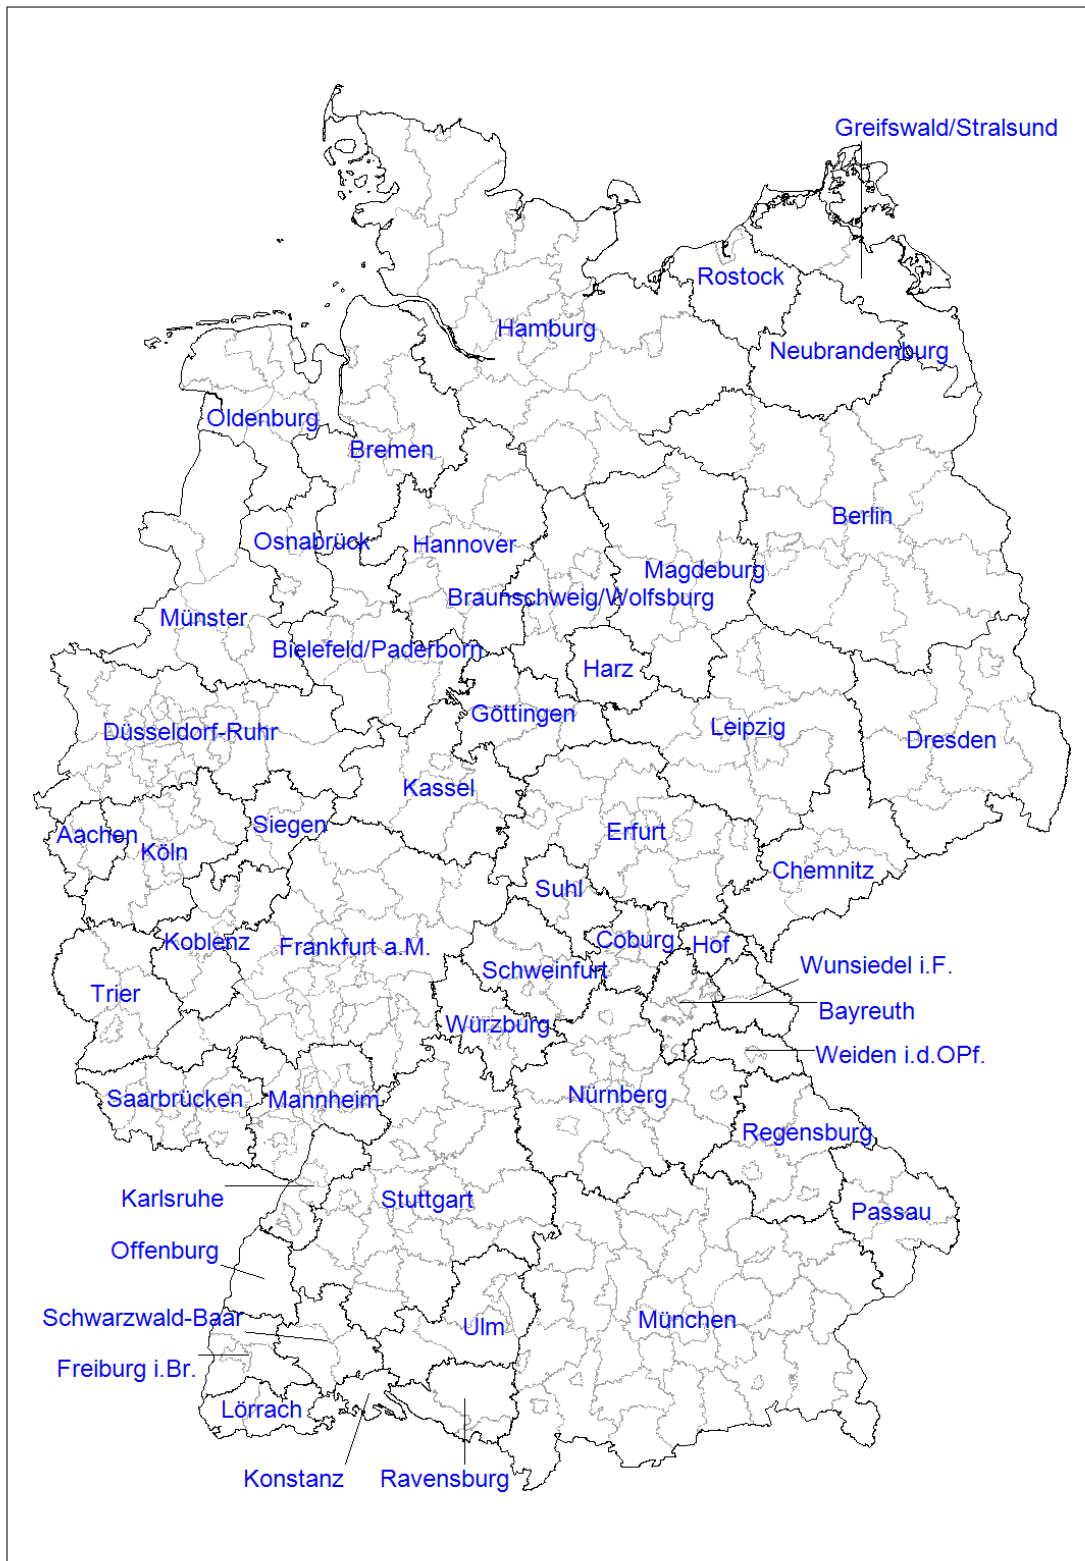 Greifswald/Stralsund
Rostock
Hamburg
Neubrandenburg
Oldenburg
Bremen
Berlin
Osnabrück
Hannover
Magdeburg
Braunschweig/Wolfsburg
Münster
Bielefeld/Paderborn
Harz
Göttingen
Leipzig
Düsseldorf-Ruhr
Dresden
Kassel
Siegen
Erfurt
Aachen
Köln
Chemnitz
Suhl
Koblenz
Frankfurt a.M.
Coburg
Hof
Schweinfurt
Wunsiedel i.F.
Trier
Bayreuth
Würzburg
Weiden i.d.OPf.
Saarbrücken
Mannheim
Nürnberg
Regensburg
Karlsruhe
Stuttgart
Passau
Offenburg
Schwarzwald-Baar
Ulm
München
Freiburg i.Br.
Lörrach
Konstanz
Ravensburg